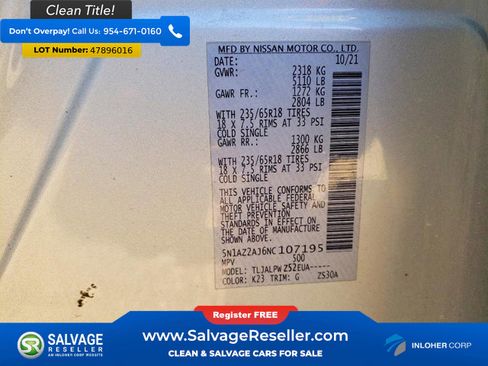 Clean Title!
Don't Overpay! Call Us: 954-671-0160
LOT Number: 47896016
MFD BY NISSAN MOTOR CO., LTD.
DATE: 10/21
GVWR: 2318 KG
5110 LB
GAWR FR.: 1272 KG
2804 LB
WITH 235/65R18 TIRES
18 X 7.5 RIMS AT 33 PSI
COLD SINGLE
GAWR RR.: 1300 KG
2866 LB
WITH 235/65R18 TIRES
18 X 7.5 RIMS AT 33 PSI
COLD SINGLE
THIS VEHICLE CONFORMS TO
ALL APPLICABLE FEDERAL
MOTOR VEHICLE SAFETY AND
THEFT PREVENTION
STANDARDS IN EFFECT ON
THE DATE OF MANUFACTURE
SHOWN ABOVE.
5N1AZ2AJ6NC107195
MPV 500
MODEL: TLJALPWZS2EUA-----
COLOR: K23 TRIM: G ZS30A
Register FREE
SALVAGE
RESELLER
AN INLOHER CORP WEBSITE
www.SalvageReseller.com
CLEAN & SALVAGE CARS FOR SALE
INLOHER CORP